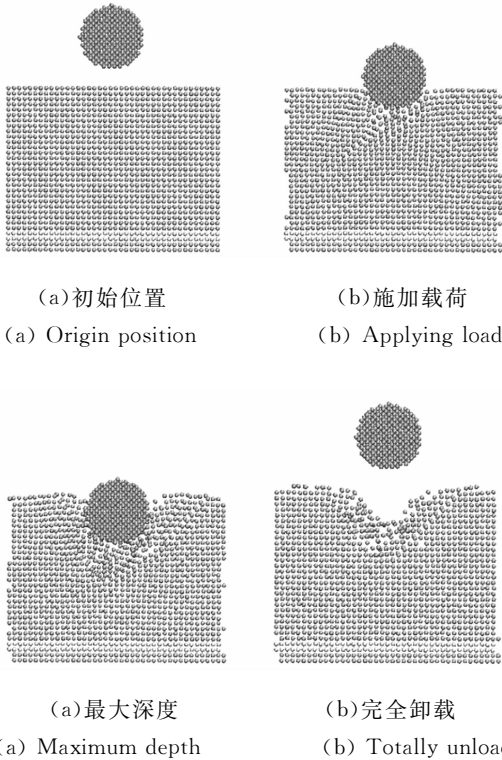 (a)初始位置
(b)施加载荷
(a) Origin position
(b) Applying load
(a)最大深度
(b)完全卸载
(a) Maximum depth
(b) Totally unload